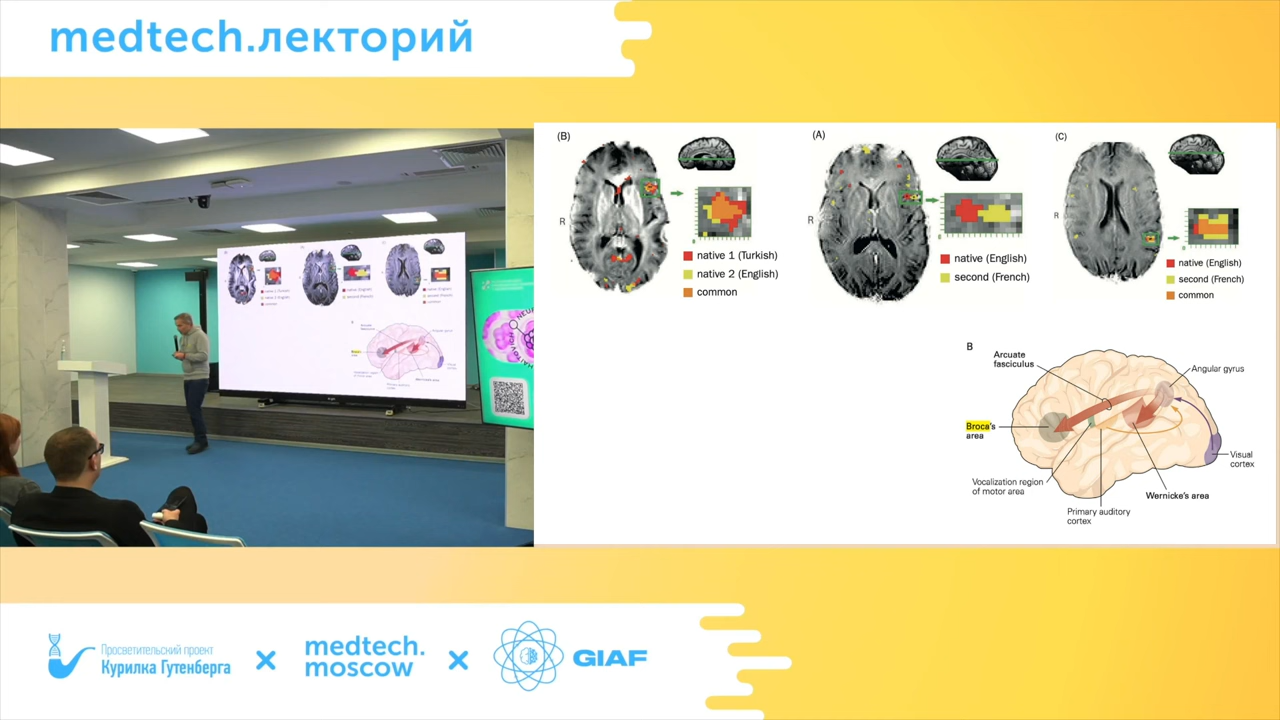 medtech.лекторий
(B)
R
native 1 (Turkish)
native 2 (English)
common
(A)
R
native (English)
second (French)
(C)
R
native (English)
second (French)
common
B
Arcuate
fasciculus
Angular gyrus
Broca's
area
Visual
cortex
Vocalization region
of motor area
Wernicke's area
Primary auditory
cortex
Просветительский проект
Курилка Гутенберга
×
medtech.
moscow
×
GIAF